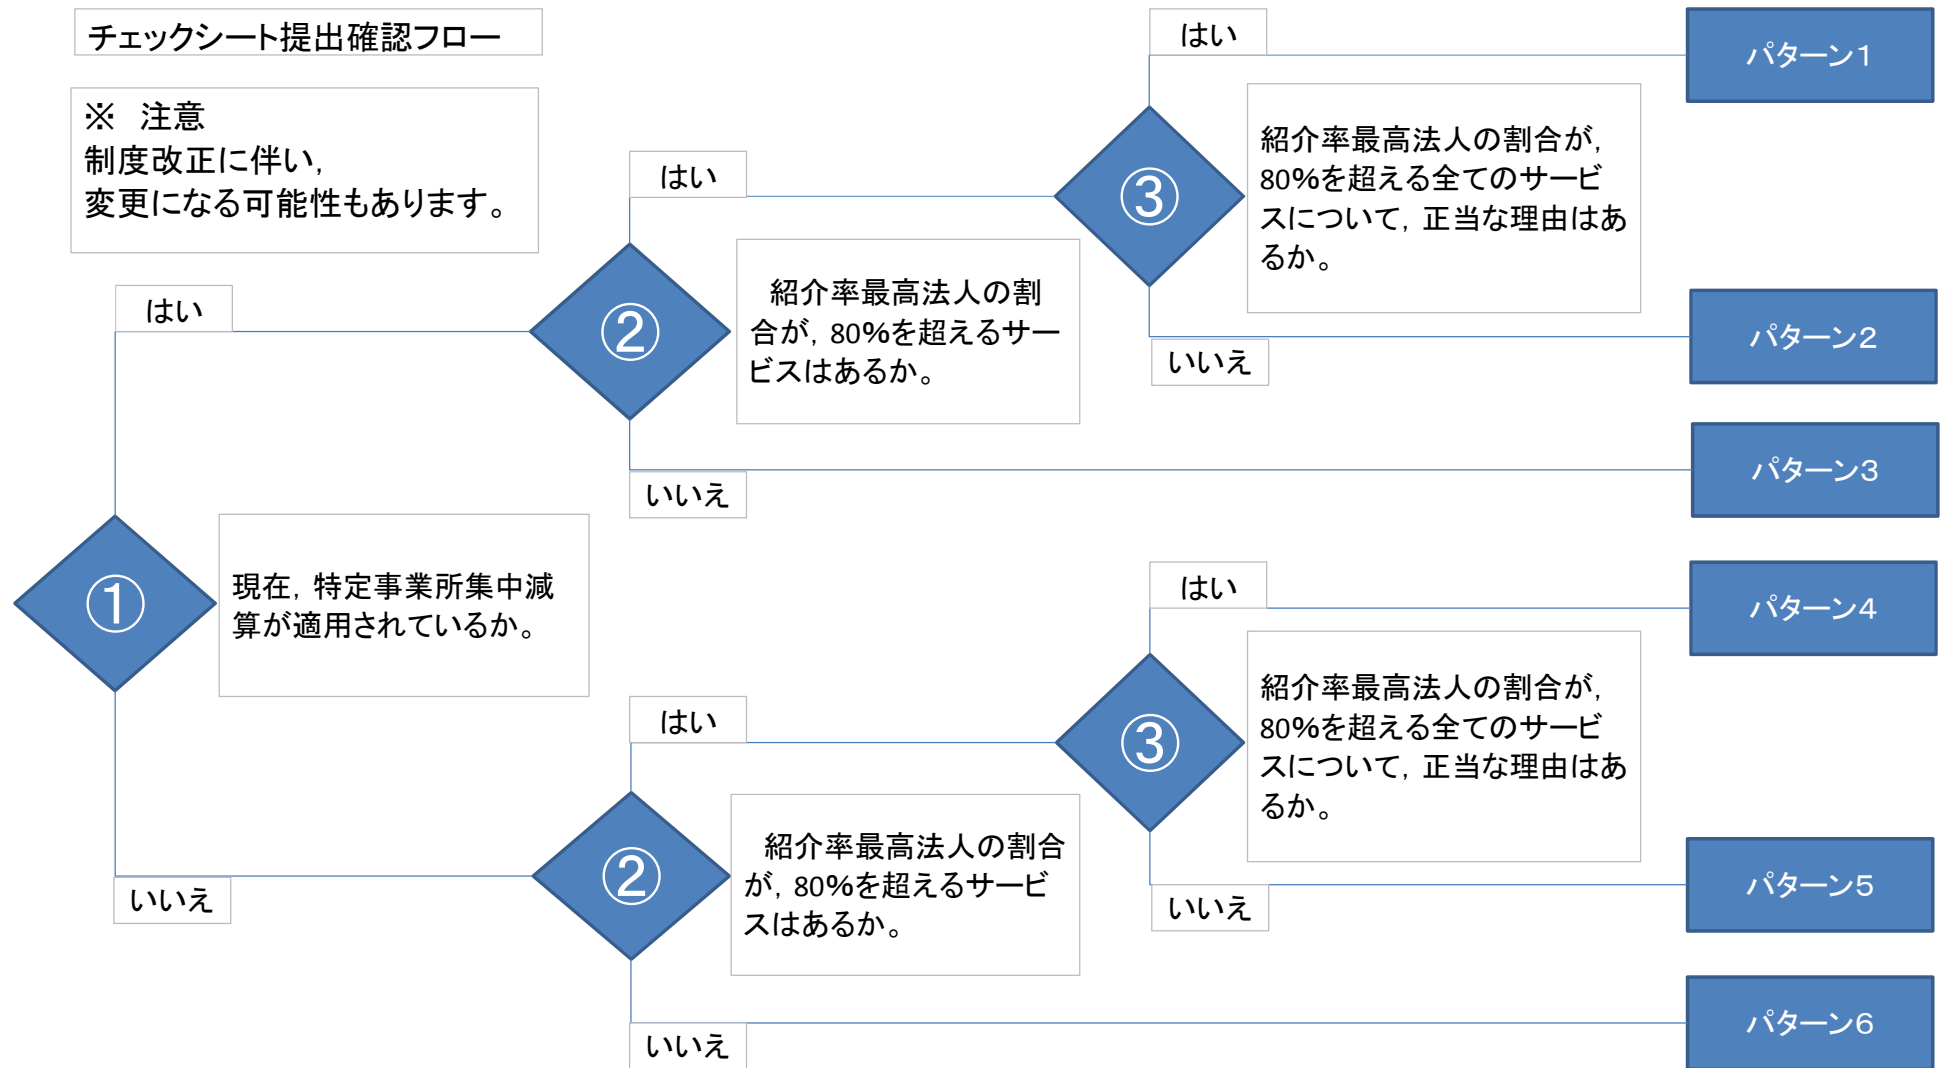 チェックシート提出確認フロー
※　注意
制度改正に伴い,
変更になる可能性もあります。
はい
パターン1
③
紹介率最高法人の割合が,
80%を超える全てのサービ
スについて, 正当な理由はあ
るか。
はい
②
紹介率最高法人の割
合が, 80%を超えるサー
ビスはあるか。
いいえ
パターン2
はい
いいえ
パターン3
①
現在, 特定事業所集中減
算が適用されているか。
はい
パターン4
③
紹介率最高法人の割合が,
80%を超える全てのサービ
スについて, 正当な理由はあ
るか。
はい
②
紹介率最高法人の割合
が, 80%を超えるサービ
スはあるか。
いいえ
パターン5
いいえ
いいえ
パターン6